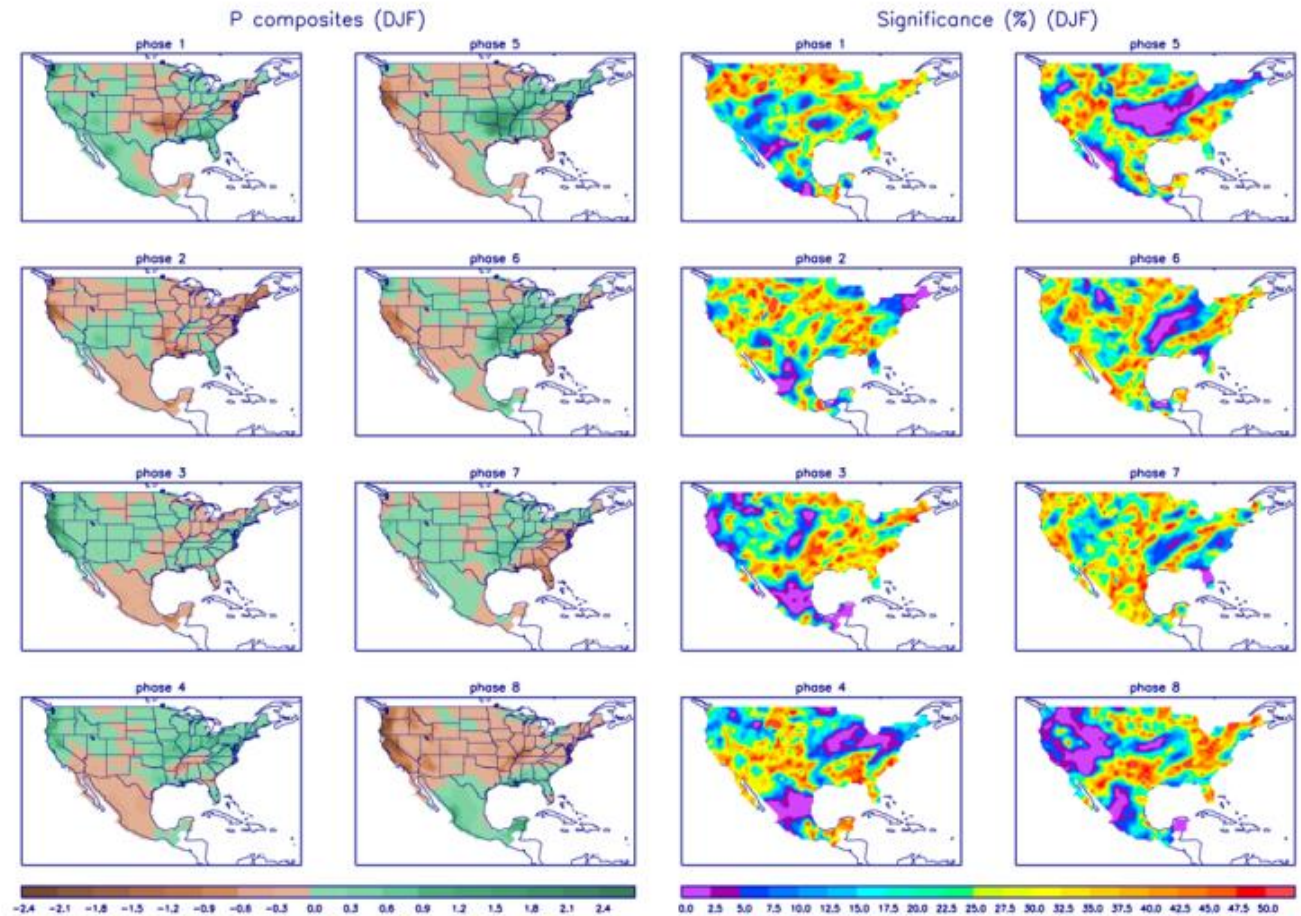 P composites (DJF) Significance (%) (DJF)
phase 1 phase 5 phase 1 phase 5
phase 2 phase 6 phase 2 phase 6
phase 3 phase 7 phase 3 phase 7
phase 4 phase 8 phase 4 phase 8
-2.4 -2.1 -1.8 -1.5 -1.2 -0.9 -0.6 -0.3 0.0 0.3 0.6 0.9 1.2 1.5 1.8 2.1 2.4 0.0 2.5 5.0 7.5 10.0 12.5 15.0 17.5 20.0 22.5 25.0 27.5 30.0 32.5 35.0 37.5 40.0 42.5 45.0 47.5 50.0